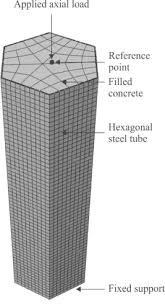 Applied axial load
Reference
point
Filled
concrete
Hexagonal
steel tube
Fixed support